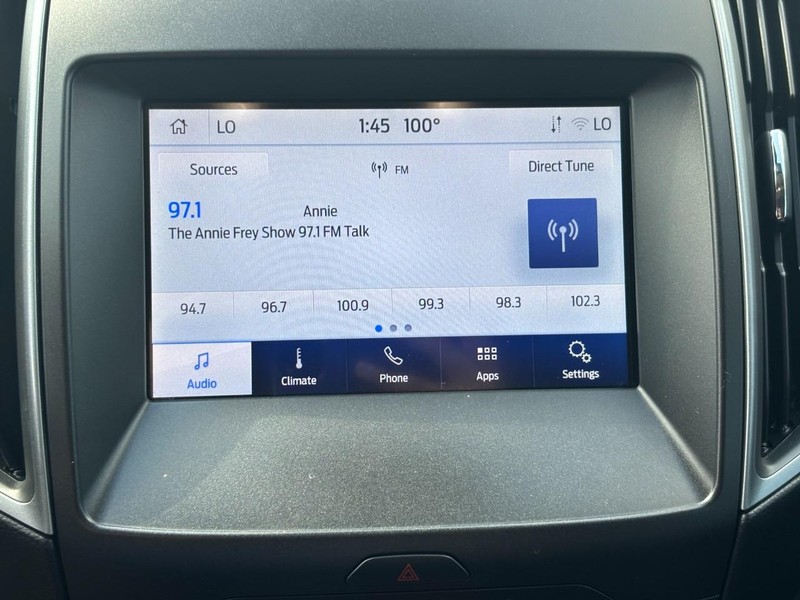 LO 1:45 100° LO
Sources FM Direct Tune
97.1 Annie
The Annie Frey Show 97.1 FM Talk
94.7 96.7 100.9 99.3 98.3 102.3
Audio Climate Phone Apps Settings